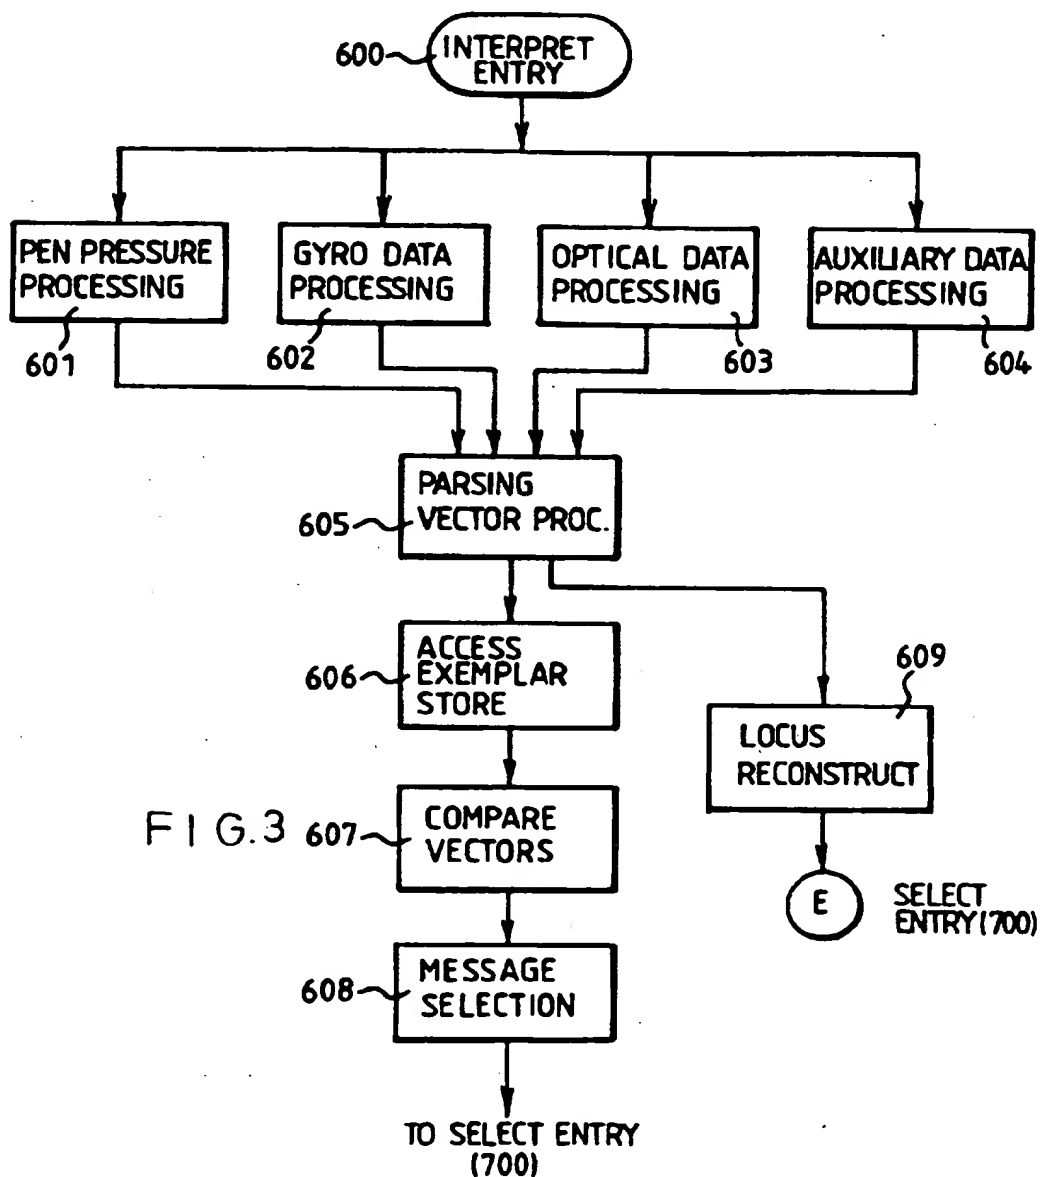 600
INTERPRET
ENTRY
PEN PRESSURE
PROCESSING
601
GYRO DATA
PROCESSING
602
OPTICAL DATA
PROCESSING
603
AUXILIARY DATA
PROCESSING
604
PARSING
VECTOR PROC.
605
ACCESS
EXEMPLAR
STORE
606
609
LOCUS
RECONSTRUCT
FIG.3
607
COMPARE
VECTORS
E
SELECT
ENTRY(700)
608
MESSAGE
SELECTION
TO SELECT ENTRY
(700)